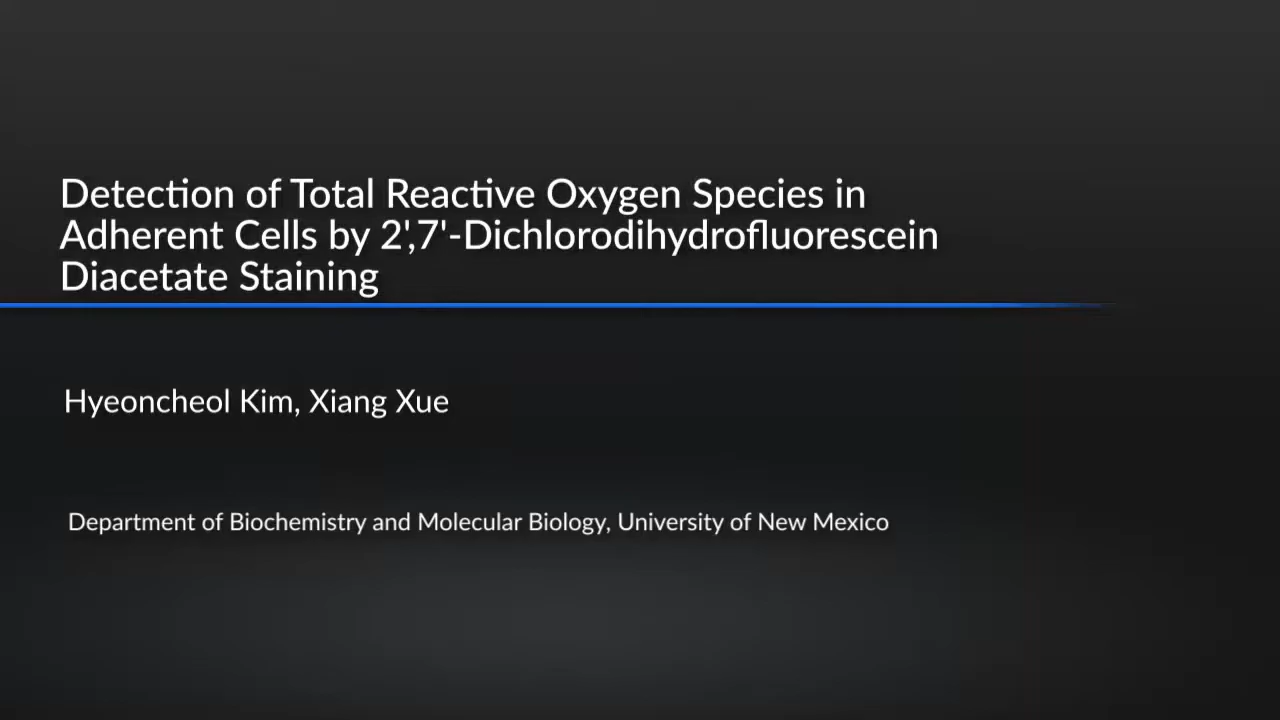 Detection of Total Reactive Oxygen Species in
Adherent Cells by 2',7'-Dichlorodihydrofluorescein
Diacetate Staining
Hyeoncheol Kim, Xiang Xue
Department of Biochemistry and Molecular Biology, University of New Mexico